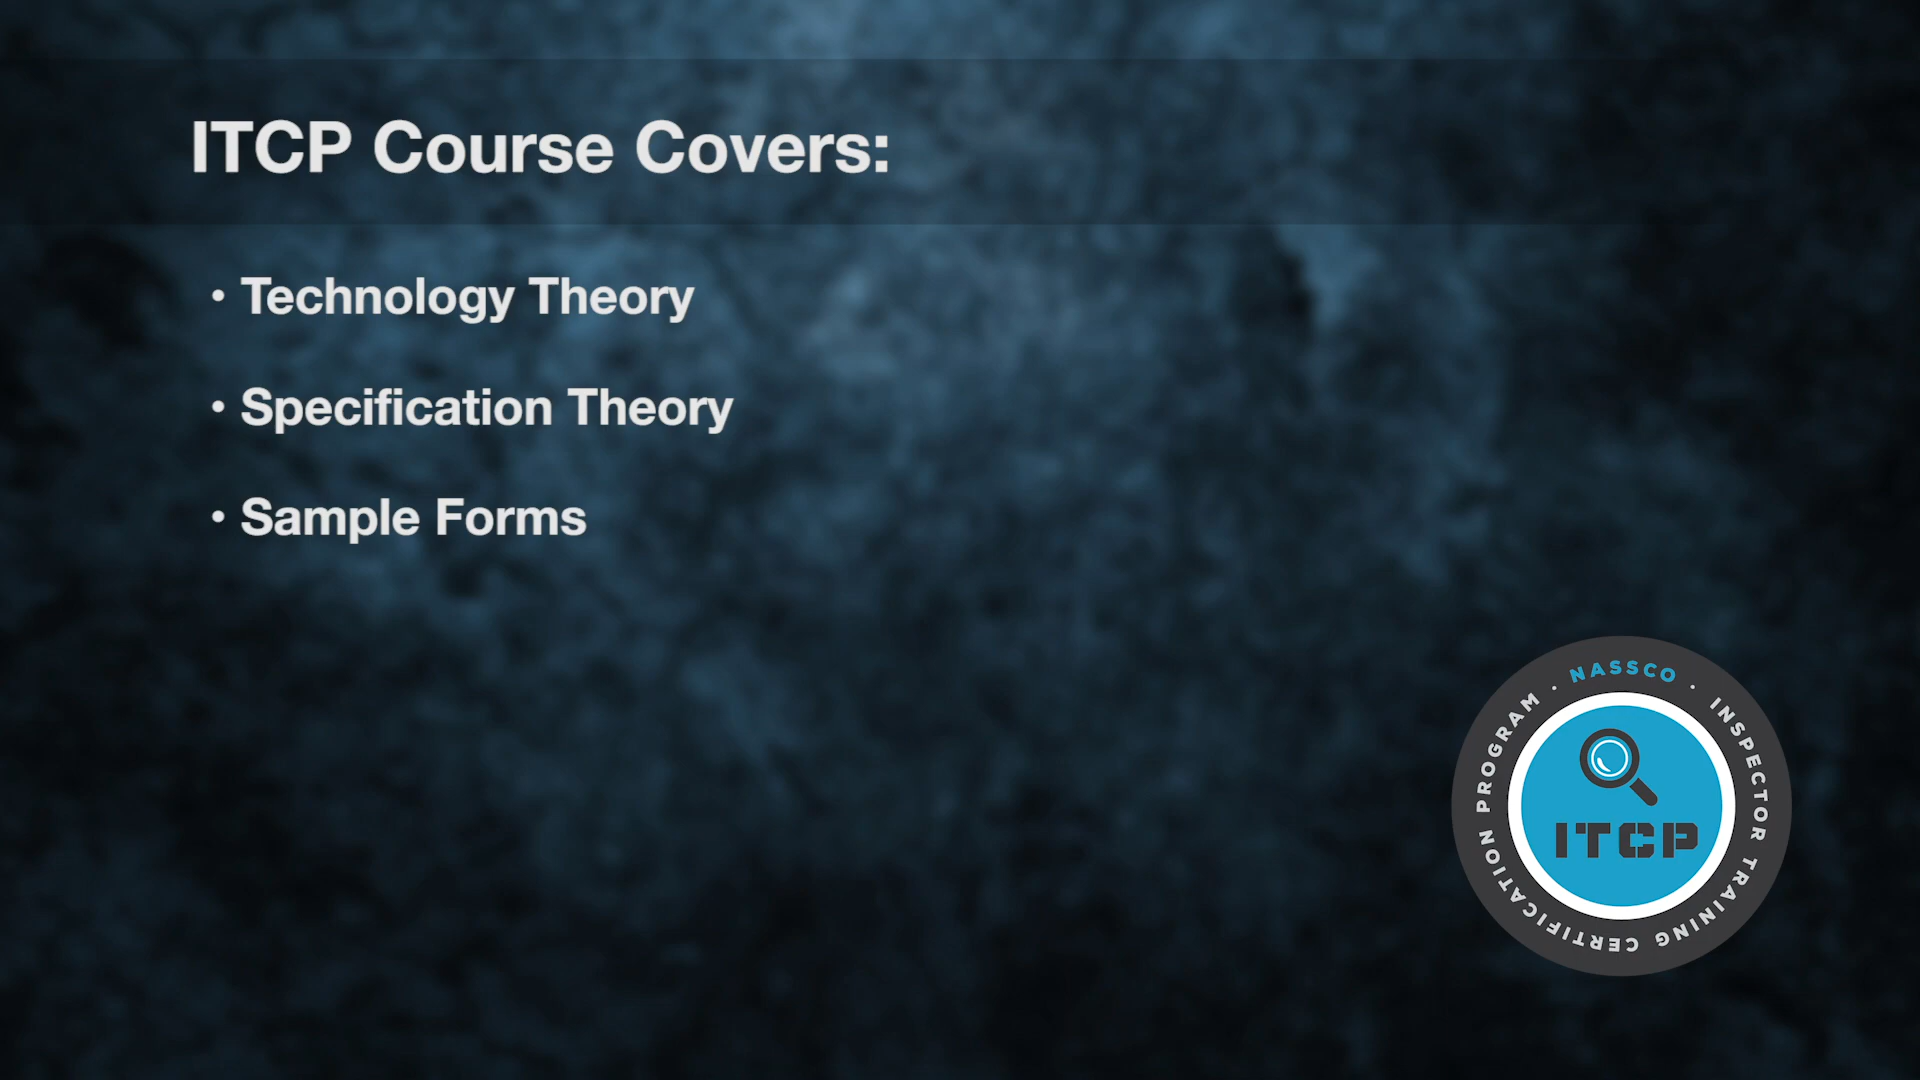 ITCP Course Covers:
• Technology Theory
• Specification Theory
• Sample Forms
NASSCO · INSPECTOR TRAINING CERTIFICATION PROGRAM ·
ITCP